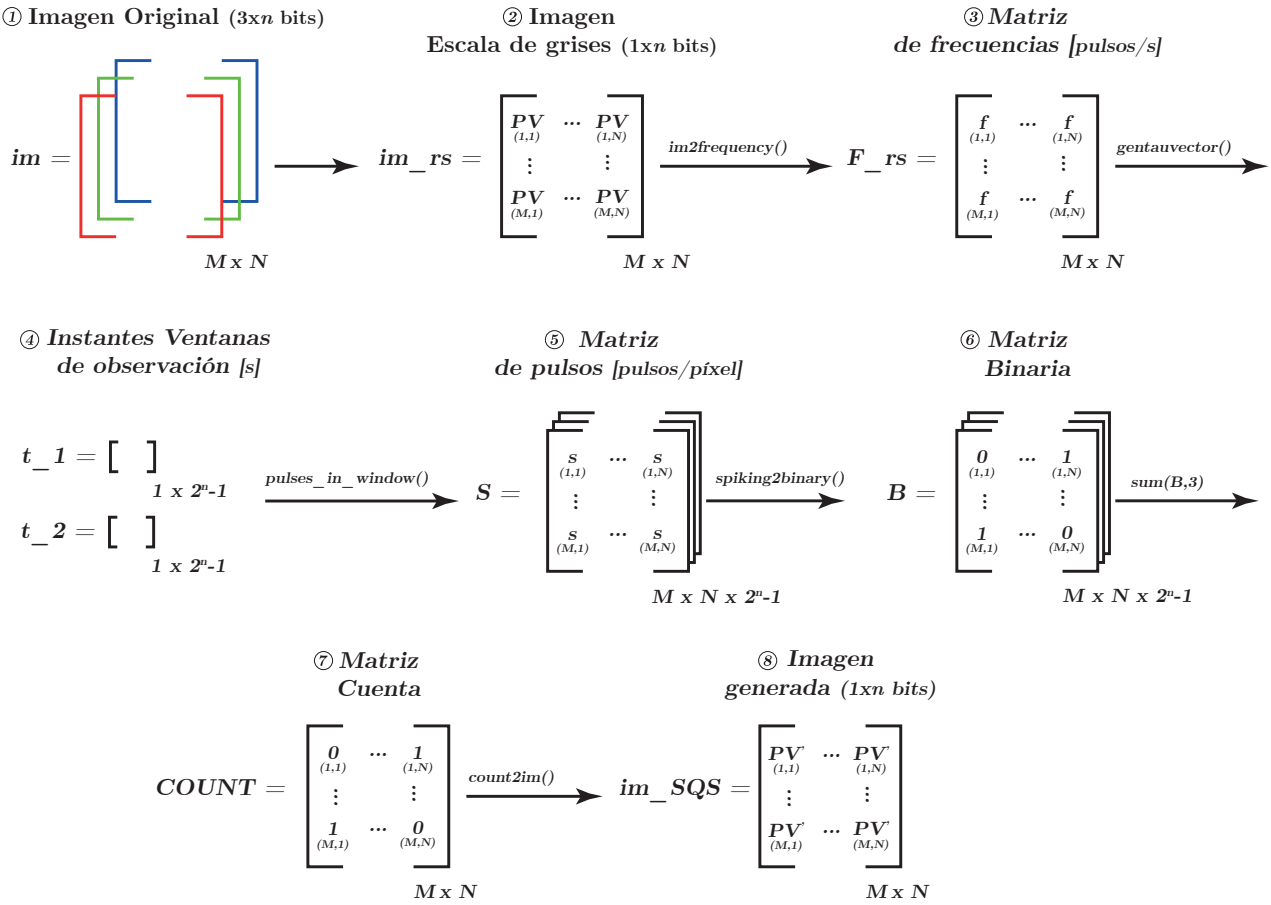 ① Imagen Original (3xn bits)
② Imagen
Escala de grises (1xn bits)
③ Matriz
de frecuencias [pulsos/s]
im =
M x N
im_rs =
PV ... PV
(1,1) (1,N)
⋮ ⋮
PV ... PV
(M,1) (M,N)
M x N
im2frequency()
F_rs =
f ... f
(1,1) (1,N)
⋮ ⋮
f ... f
(M,1) (M,N)
M x N
gentauvector()
④ Instantes Ventanas
de observación [s]
⑤ Matriz
de pulsos [pulsos/píxel]
⑥ Matriz
Binaria
t_1 = [ ]
1 x 2ⁿ-1
t_2 = [ ]
1 x 2ⁿ-1
pulses_in_window()
S =
s ... s
(1,1) (1,N)
⋮ ⋮
s ... s
(M,1) (M,N)
M x N x 2ⁿ-1
spiking2binary()
B =
0 ... 1
(1,1) (1,N)
⋮ ⋮
1 ... 0
(M,1) (M,N)
M x N x 2ⁿ-1
sum(B,3)
⑦ Matriz
Cuenta
⑧ Imagen
generada (1xn bits)
COUNT =
0 ... 1
(1,1) (1,N)
⋮ ⋮
1 ... 0
(M,1) (M,N)
M x N
count2im()
im_SQS =
PV' ... PV'
(1,1) (1,N)
⋮ ⋮
PV' ... PV'
(M,1) (M,N)
M x N